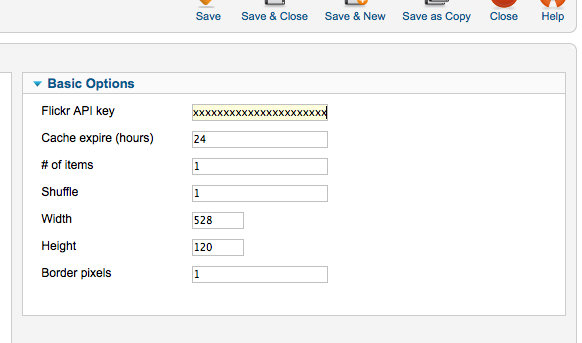 Save Save & Close Save & New Save as Copy Close Help
Basic Options
Flickr API key xxxxxxxxxxxxxxxxxxxxxx
Cache expire (hours) 24
# of items 1
Shuffle 1
Width 528
Height 120
Border pixels 1